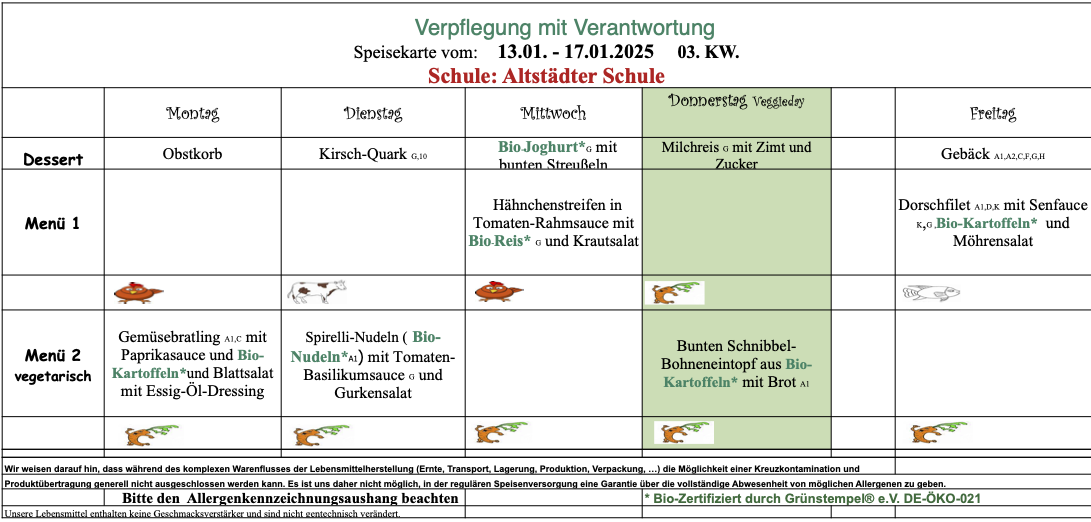 Verpflegung mit Verantwortung
Speisekarte vom: 13.01. - 17.01.2025 03. KW.
Schule: Altstädter Schule
Montag
Dienstag
Mittwoch
Donnerstag Veggieday
Freitag
Dessert
Obstkorb
Kirsch-Quark G,10
Bio-Joghurt*G mit
bunten Streußeln
Milchreis G mit Zimt und
Zucker
Gebäck A1,A2,C,F,G,H
Menü 1
Hähnchenstreifen in
Tomaten-Rahmsauce mit
Bio-Reis* G und Krautsalat
Dorschfilet A1,D,K mit Senfauce
K,G ,Bio-Kartoffeln* und
Möhrensalat
Menü 2
vegetarisch
Gemüsebratling A1,C mit
Paprikasauce und Bio-
Kartoffeln*und Blattsalat
mit Essig-Öl-Dressing
Spirelli-Nudeln ( Bio-
Nudeln*A1) mit Tomaten-
Basilikumsauce G und
Gurkensalat
Bunten Schnibbel-
Bohneneintopf aus Bio-
Kartoffeln* mit Brot A1
Wir weisen darauf hin, dass während des komplexen Warenflusses der Lebensmittelherstellung (Ernte, Transport, Lagerung, Produktion, Verpackung, ...) die Möglichkeit einer Kreuzkontamination und
Produktübertragung generell nicht ausgeschlossen werden kann. Es ist uns daher nicht möglich, in der regulären Speisenversorgung eine Garantie über die vollständige Abwesenheit von möglichen Allergenen zu geben.
Bitte den Allergenkennzeichnungsaushang beachten
* Bio-Zertifiziert durch Grünstempel® e.V. DE-ÖKO-021
Unsere Lebensmittel enthalten keine Geschmacksverstärker und sind nicht gentechnisch verändert.